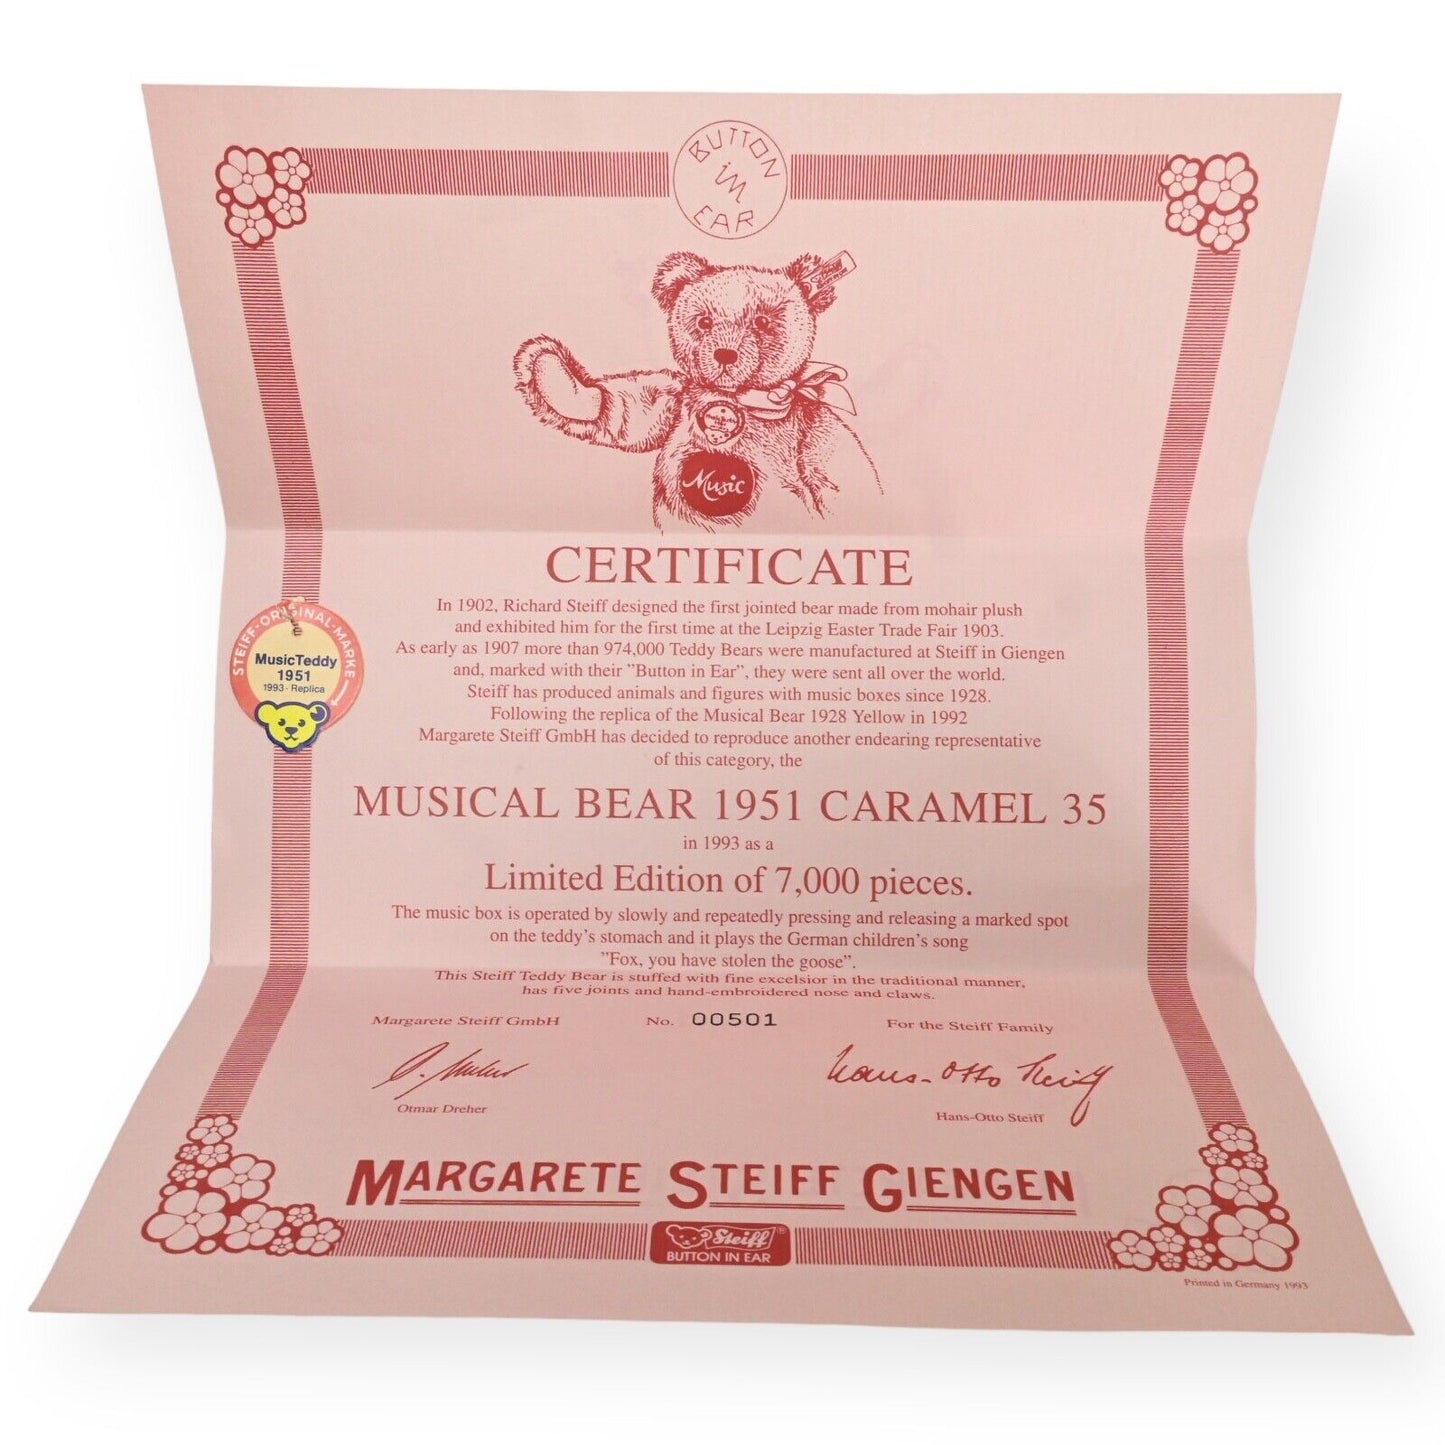 BUTTON
im
EAR
Music
CERTIFICATE
In 1902, Richard Steiff designed the first jointed bear made from mohair plush
and exhibited him for the first time at the Leipzig Easter Trade Fair 1903.
As early as 1907 more than 974,000 Teddy Bears were manufactured at Steiff in Giengen
and, marked with their ”Button in Ear”, they were sent all over the world.
Steiff has produced animals and figures with music boxes since 1928.
Following the replica of the Musical Bear 1928 Yellow in 1992
Margarete Steiff GmbH has decided to reproduce another endearing representative
of this category, the
STEIFF-ORIGINAL-MARKE
MusicTeddy
1951
1993 · Replica
MUSICAL BEAR 1951 CARAMEL 35
in 1993 as a
Limited Edition of 7,000 pieces.
The music box is operated by slowly and repeatedly pressing and releasing a marked spot
on the teddy’s stomach and it plays the German children’s song
”Fox, you have stolen the goose”.
This Steiff Teddy Bear is stuffed with fine excelsior in the traditional manner,
has five joints and hand-embroidered nose and claws.
Margarete Steiff GmbH No. 00501 For the Steiff Family
Hans-Otto Steiff
Otmar Dreher Hans-Otto Steiff
MARGARETE STEIFF GIENGEN
Steiff ®
BUTTON IN EAR
Printed in Germany 1993